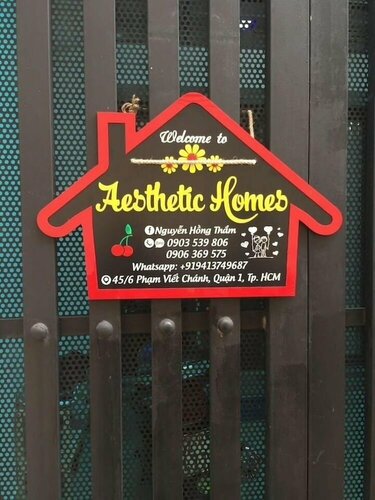 Welcome to
Aesthetic Homes
Nguyễn Hồng Thắm
0903 539 806
0906 369 575
Whatsapp: +919413749687
45/6 Phạm Viết Chánh, Quận 1, Tp. HCM